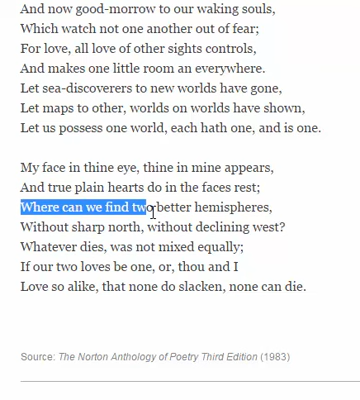 And now good-morrow to our waking souls,
Which watch not one another out of fear;
For love, all love of other sights controls,
And makes one little room an everywhere.
Let sea-discoverers to new worlds have gone,
Let maps to other, worlds on worlds have shown,
Let us possess one world, each hath one, and is one.
My face in thine eye, thine in mine appears,
And true plain hearts do in the faces rest;
Where can we find two better hemispheres,
Without sharp north, without declining west?
Whatever dies, was not mixed equally;
If our two loves be one, or, thou and I
Love so alike, that none do slacken, none can die.
Source: The Norton Anthology of Poetry Third Edition (1983)